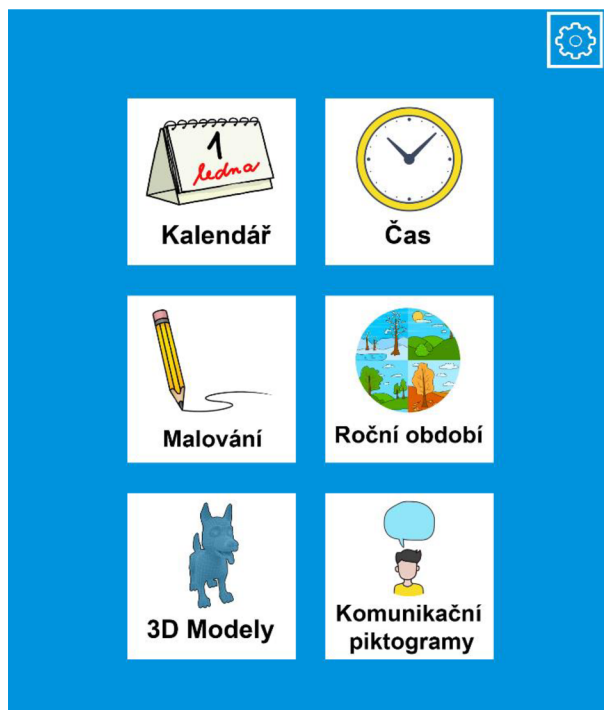 1
ledna
Kalendář
Čas
Malování
Roční období
3D Modely
Komunikační
piktogramy